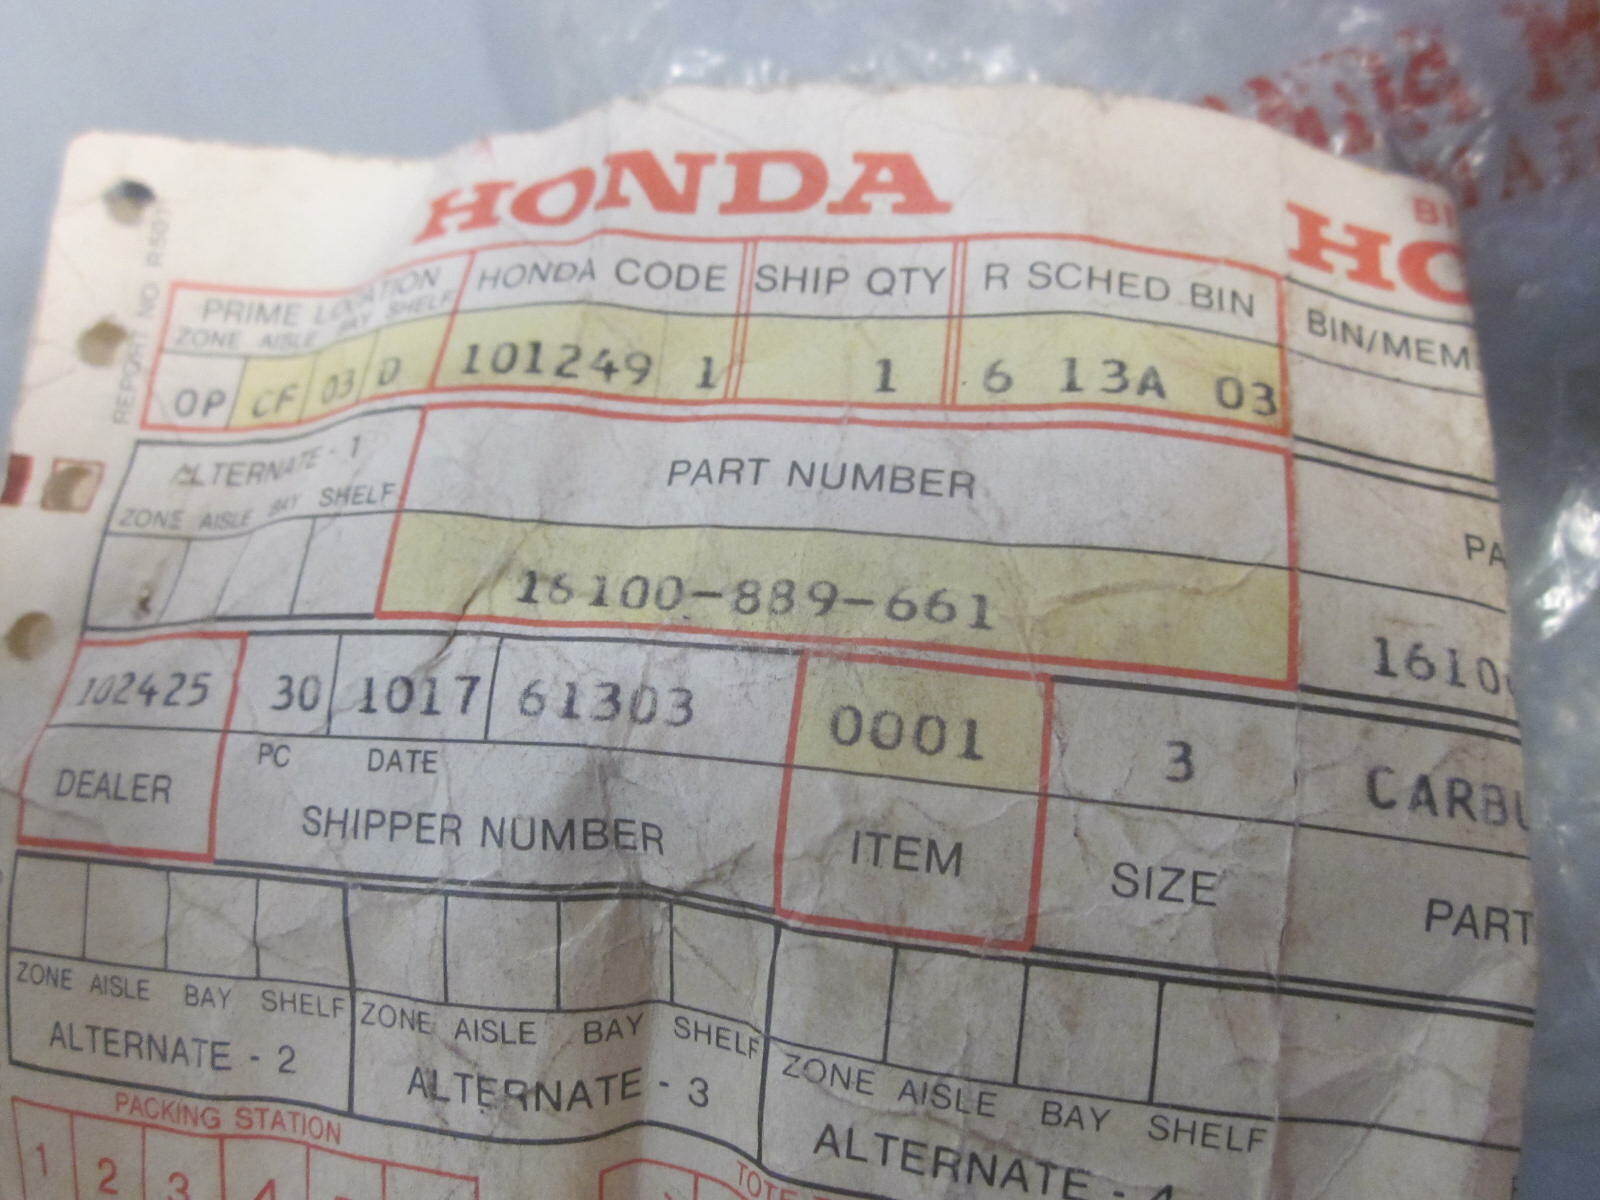 HONDA
HO
REPORT NO R501
PRIME LOCATION HONDA CODE SHIP QTY R SCHED BIN BIN/MEM
ZONE AISLE BAY SHELF
OP CF 03 D 101249 1 1 6 13A 03
ALTERNATE - 1 PART NUMBER
ZONE AISLE BAY SHELF PA
16100-889-661 1610
102425 30 1017 61303 0001 3 CARBU
DEALER PC DATE
SHIPPER NUMBER ITEM SIZE PART
ZONE AISLE BAY SHELF ZONE AISLE BAY SHELF ZONE AISLE BAY SHELF
ALTERNATE - 2 ALTERNATE - 3 ALTERNATE - 4
PACKING STATION
1 2 3 4
TOTE